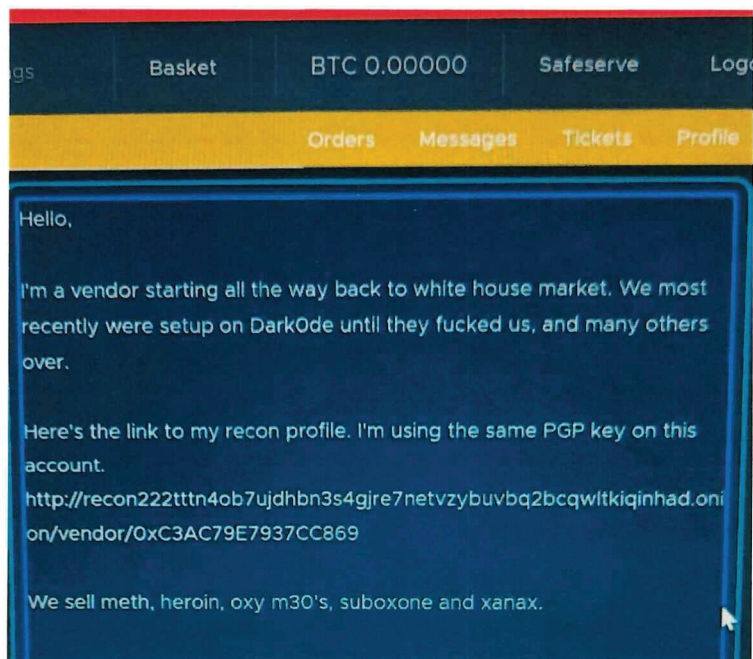 Basket BTC 0.00000 Safeserve
Orders Messages Tickets Profile
Hello,
I'm a vendor starting all the way back to white house market. We most
recently were setup on Dark0de until they fucked us, and many others
over.
Here's the link to my recon profile. I'm using the same PGP key on this
account.
http://recon222tttn4ob7ujdhbn3s4gjre7netvzybuvbq2bcqwltkiqinhad.oni
on/vendor/0xC3AC79E7937CC869
We sell meth, heroin, oxy m30's, suboxone and xanax.